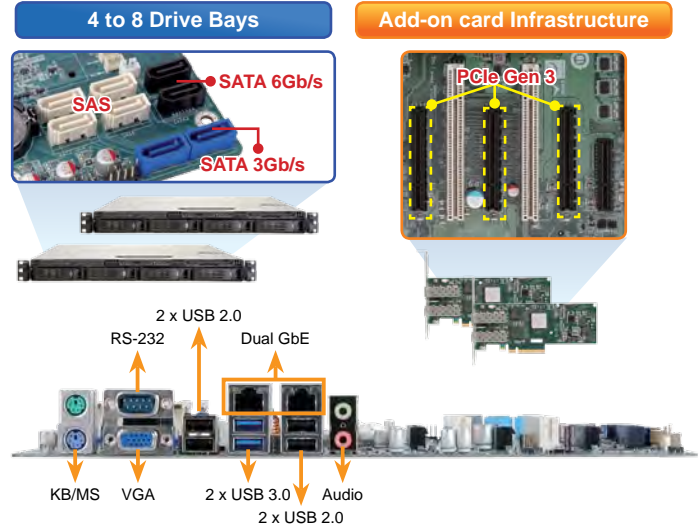 4 to 8 Drive Bays
Add-on card Infrastructure
SATA 6Gb/s
SAS
SATA 3Gb/s
PCIe Gen 3
2 x USB 2.0
RS-232
Dual GbE
KB/MS
VGA
2 x USB 3.0
Audio
2 x USB 2.0